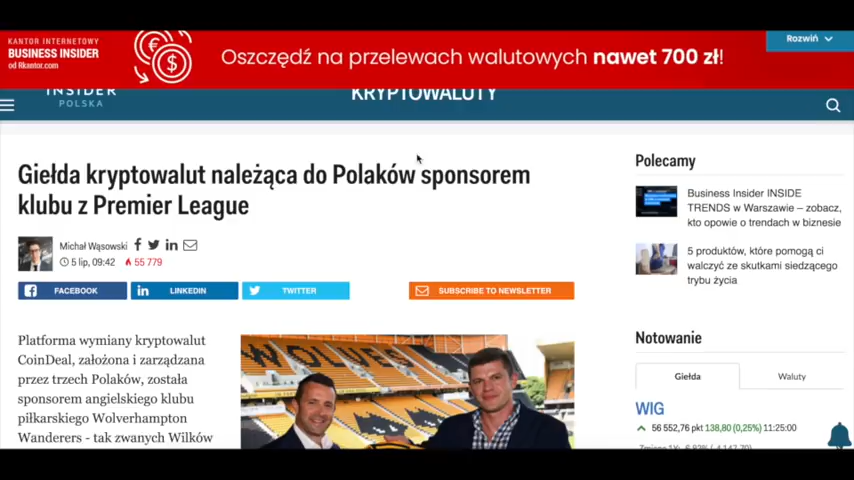 KANTOR INTERNETOWY
BUSINESS INSIDER
od Rkantor.com
Oszczędź na przelewach walutowych nawet 700 zł!
Rozwiń
INSIDER
POLSKA
KRYPTOWALUTY
Giełda kryptowalut należąca do Polaków sponsorem
klubu z Premier League
Michał Wąsowski
5 lip, 09:42
55 779
FACEBOOK
LINKEDIN
TWITTER
SUBSCRIBE TO NEWSLETTER
Platforma wymiany kryptowalut
CoinDeal, założona i zarządzana
przez trzech Polaków, została
sponsorem angielskiego klubu
piłkarskiego Wolverhampton
Wanderers - tak zwanych Wilków
WOLVES
Polecamy
Business Insider INSIDE
TRENDS w Warszawie – zobacz,
kto opowie o trendach w biznesie
5 produktów, które pomogą ci
walczyć ze skutkami siedzącego
trybu życia
Notowanie
Giełda
Waluty
WIG
56 552,76 pkt 138,80 (0,25%) 11:25:00